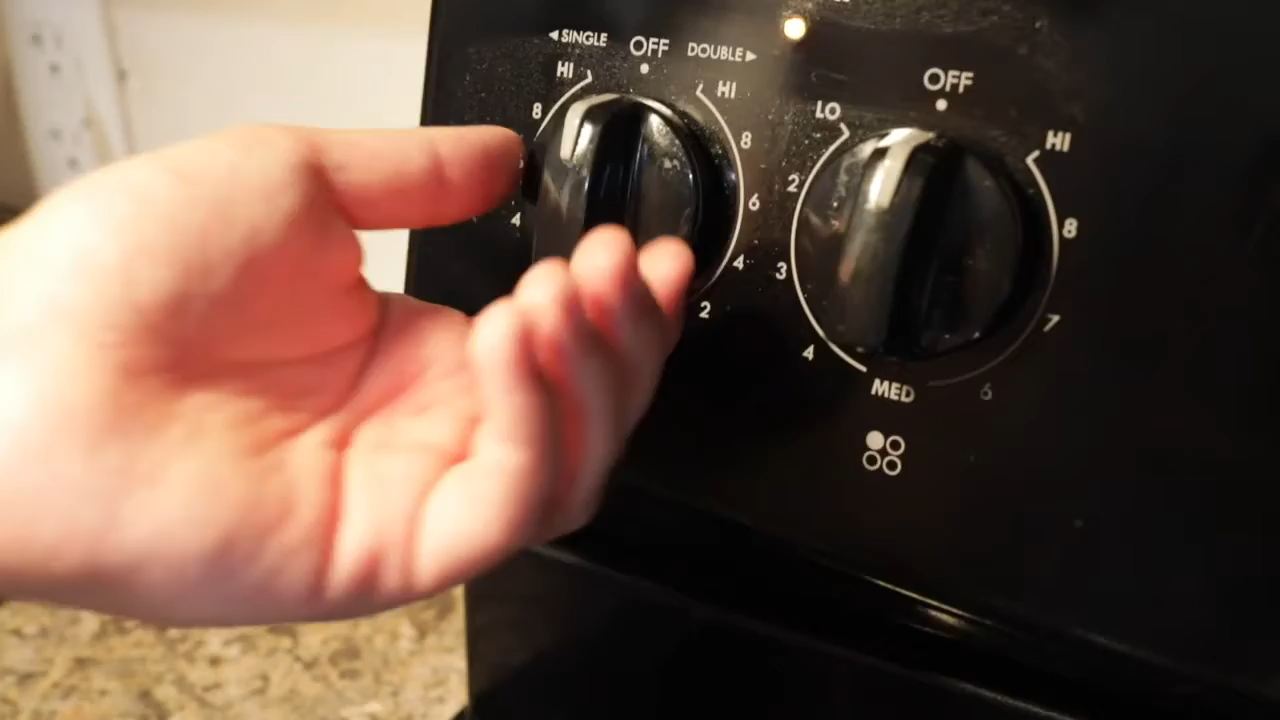 ◀SINGLE OFF DOUBLE▶
HI HI
8 8
6
4 4
2
OFF
LO HI
2 8
3
7
4
MED 6